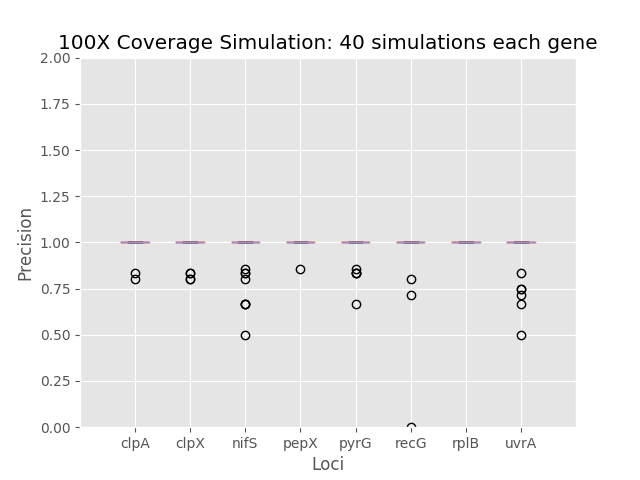 100X Coverage Simulation: 40 simulations each gene
2.00
1.75
1.50
1.25
1.00
0.75
0.50
0.25
0.00
Precision
clpA clpX nifS pepX pyrG recG rplB uvrA
Loci